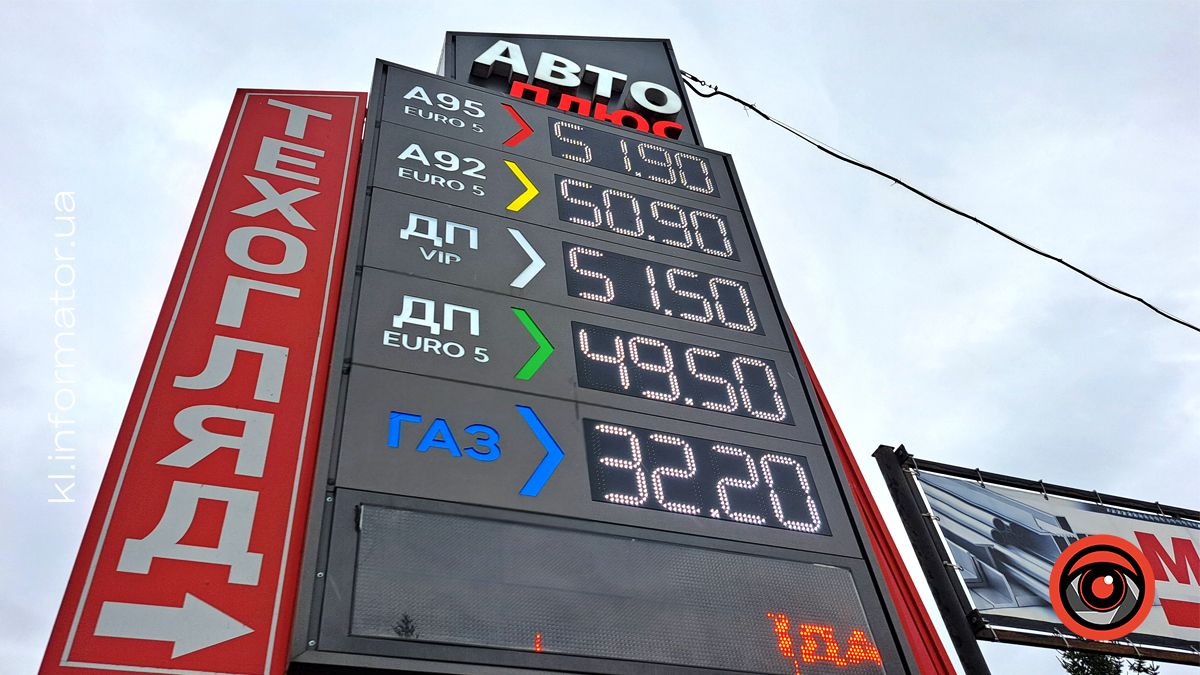 АВТО
ПЛЮС
А95
EURO 5
51.90
А92
EURO 5
50.90
ДП
VIP
51.50
ДП
EURO 5
49.50
ГАЗ
32.20
ТЕХОГЛЯД
kl.informator.ua